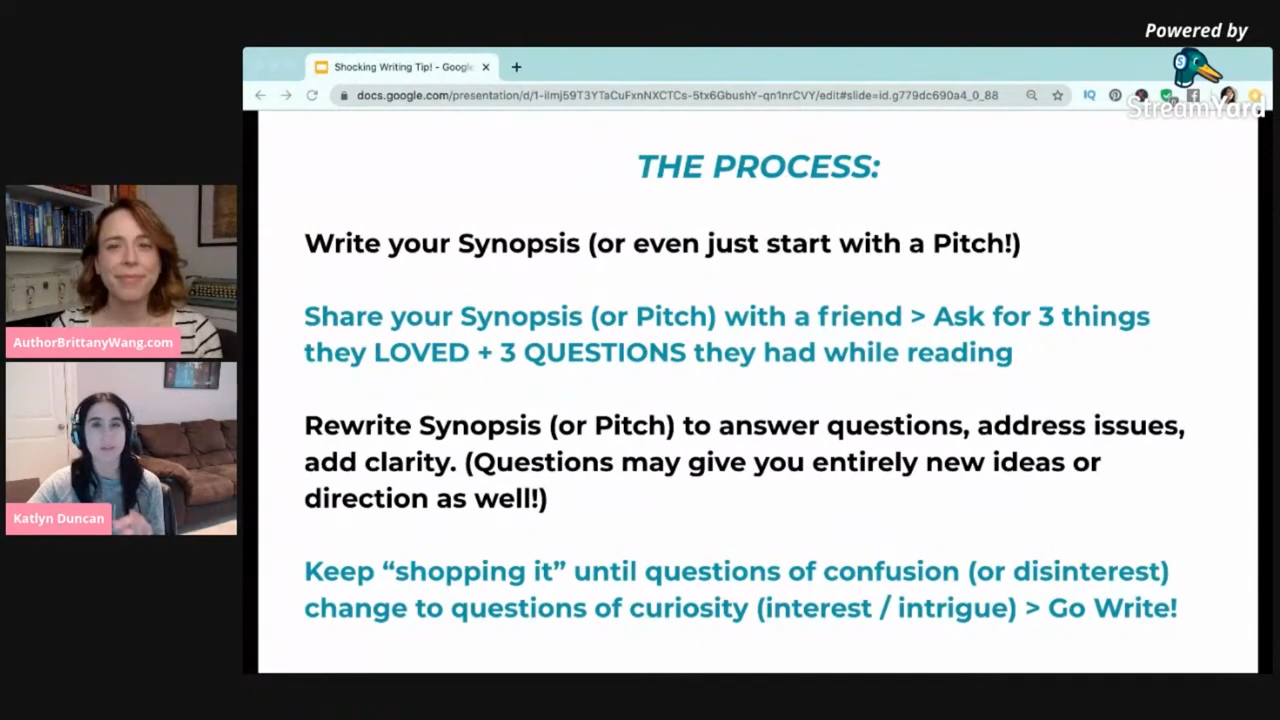 Powered by
StreamYard
Shocking Writing Tip! - Google
docs.google.com/presentation/d/1-iImj59T3YTaCuFxnNXCTCs-5tx6GbushY-qn1nrCVY/edit#slide=id.g779dc690a4_0_88
IQ
THE PROCESS:
Write your Synopsis (or even just start with a Pitch!)
Share your Synopsis (or Pitch) with a friend > Ask for 3 things
they LOVED + 3 QUESTIONS they had while reading
Rewrite Synopsis (or Pitch) to answer questions, address issues,
add clarity. (Questions may give you entirely new ideas or
direction as well!)
Keep “shopping it” until questions of confusion (or disinterest)
change to questions of curiosity (interest / intrigue) > Go Write!
AuthorBrittanyWang.com
Katlyn Duncan